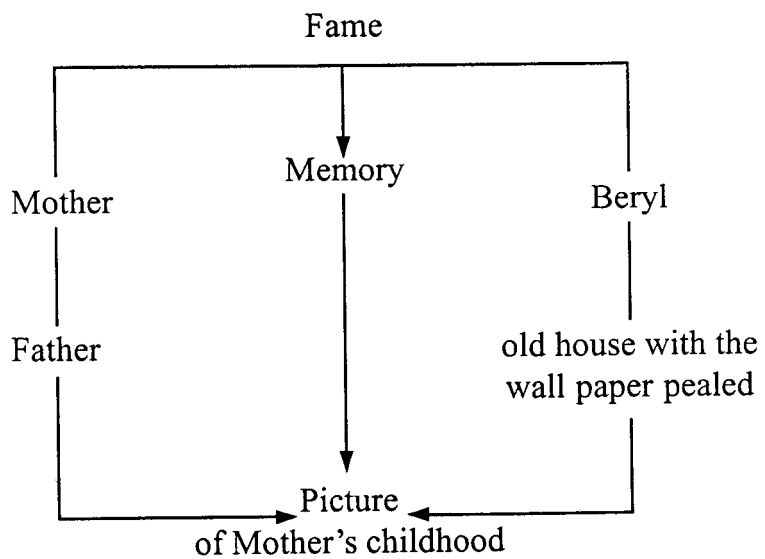 Fame
Memory
Mother
Beryl
Father
old house with the
wall paper pealed
Picture
of Mother's childhood